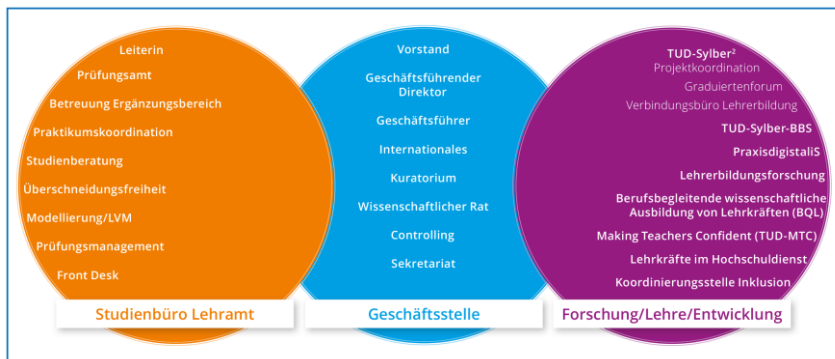 Leiterin
Prüfungsamt
Betreuung Ergänzungsbereich
Praktikumskoordination
Studienberatung
Überschneidungsfreiheit
Modellierung/LVM
Prüfungsmanagement
Front Desk
Studienbüro Lehramt
Vorstand
Geschäftsführender
Direktor
Geschäftsführer
Internationales
Kuratorium
Wissenschaftlicher Rat
Controlling
Sekretariat
Geschäftsstelle
TUD-Sylber²
Projektkoordination
Graduiertenforum
Verbindungsbüro Lehrerbildung
TUD-Sylber-BBS
PraxisdigitaliS
Lehrerbildungsforschung
Berufsbegleitende wissenschaftliche
Ausbildung von Lehrkräften (BQL)
Making Teachers Confident (TUD-MTC)
Lehrkräfte im Hochschuldienst
Koordinierungsstelle Inklusion
Forschung/Lehre/Entwicklung